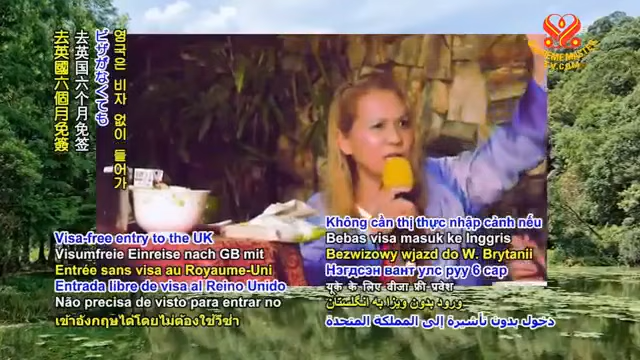 去英國六個月免簽
去英国六个月免签
ビザがなくても
영국은 비자 없이 들어가
Visa-free entry to the UK
Visumfreie Einreise nach GB mit
Entrée sans visa au Royaume-Uni
Entrada libre de visa al Reino Unido
Não precisa de visto para entrar no
เข้าอังกฤษได้โดยไม่ต้องใช้วีซ่า
Không cần thị thực nhập cảnh nếu
Bebas visa masuk ke Inggris
Bezwizowy wjazd do W. Brytanii
Нэгдсэн вант улс руу 6 сар
यूके के लिए वीजा फ्री प्रवेश
ورود بدون ویزا به انگلستان
دخول بدون تأشيرة إلى المملكة المتحدة